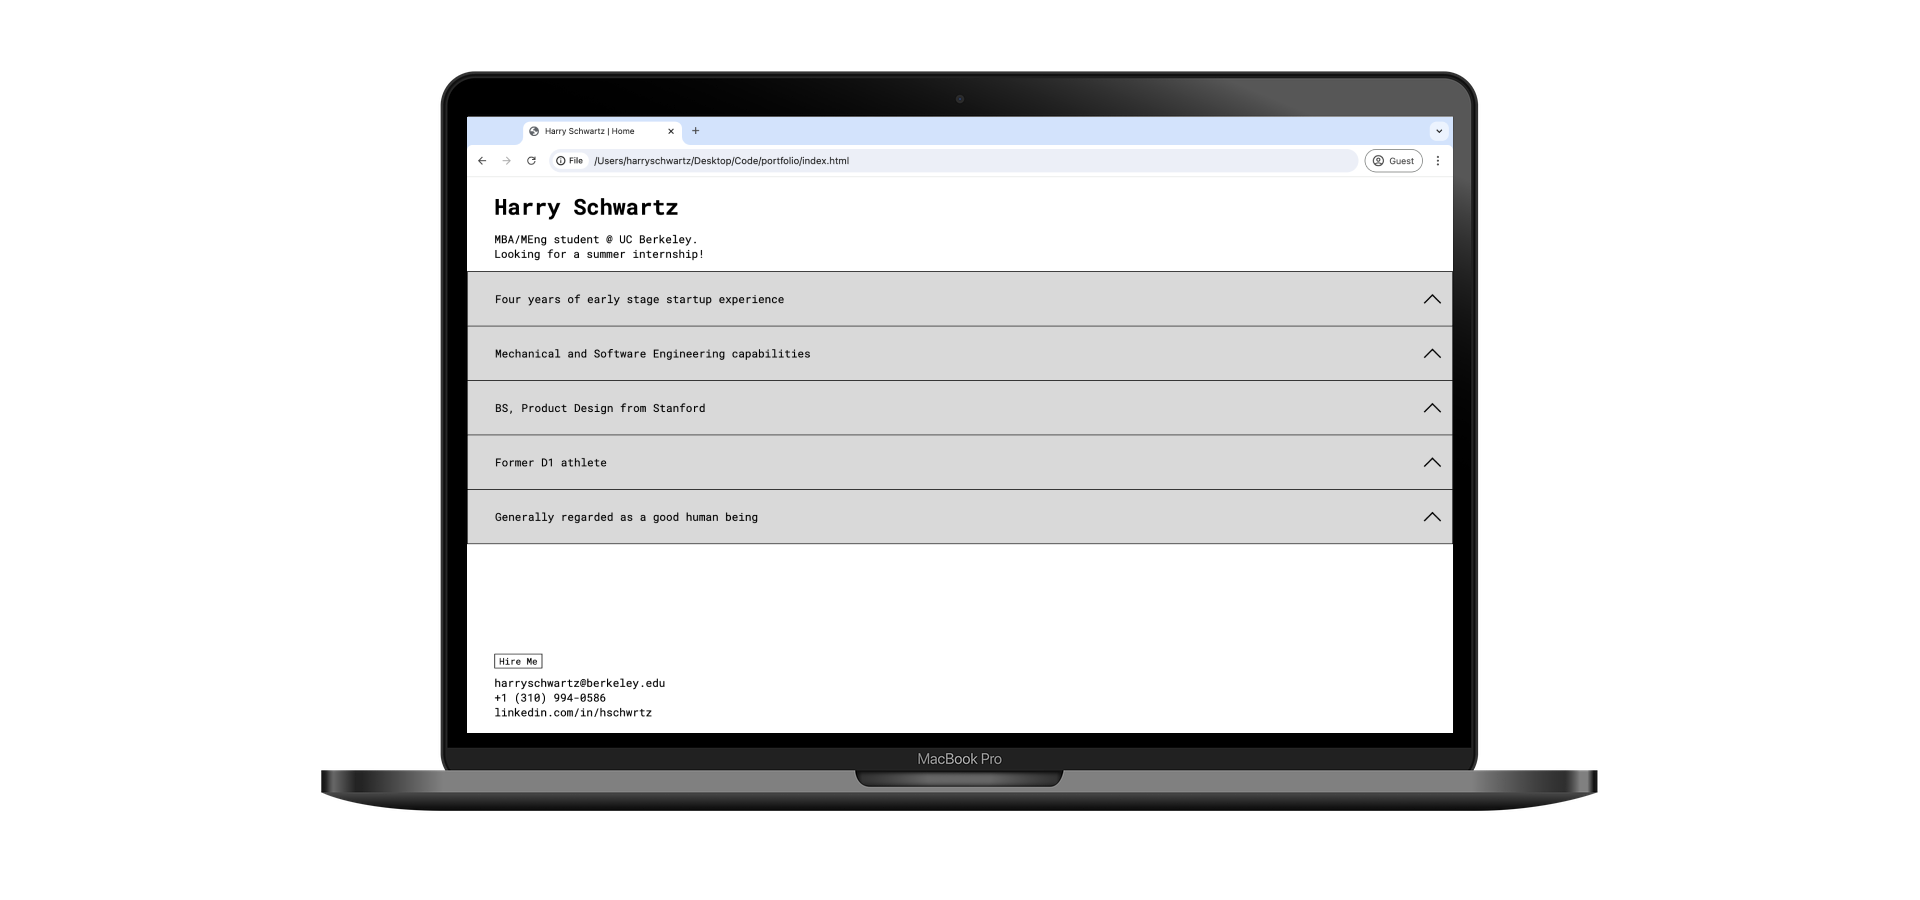 Harry Schwartz | Home
File /Users/harryschwartz/Desktop/Code/portfolio/index.html Guest
Harry Schwartz
MBA/MEng student @ UC Berkeley.
Looking for a summer internship!
Four years of early stage startup experience
Mechanical and Software Engineering capabilities
BS, Product Design from Stanford
Former D1 athlete
Generally regarded as a good human being
Hire Me
harryschwartz@berkeley.edu
+1 (310) 994-0586
linkedin.com/in/hschwrtz
MacBook Pro